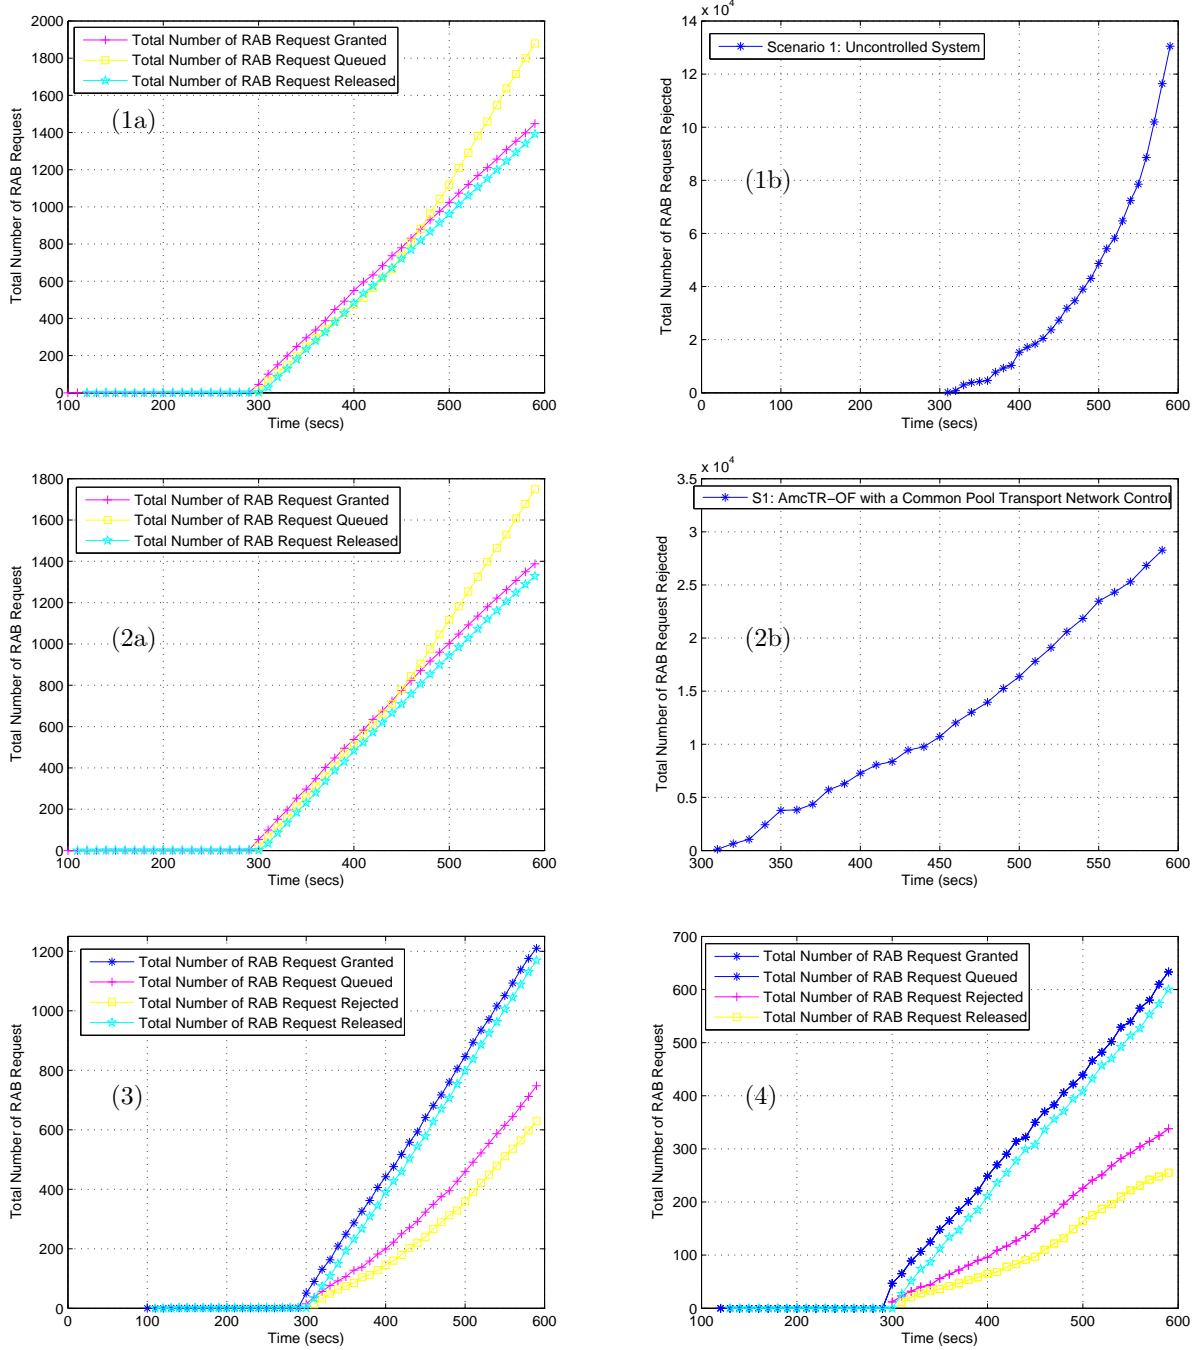 2000
1800
1600
1400
1200
1000
800
600
400
200
0
100 200 300 400 500 600
Time (secs)
Total Number of RAB Request
Total Number of RAB Request Granted
Total Number of RAB Request Queued
Total Number of RAB Request Released
(1a)
x 10^4
14
12
10
8
6
4
2
0
0 100 200 300 400 500 600
Time (secs)
Total Number of RAB Request Rejected
Scenario 1: Uncontrolled System
(1b)
1800
1600
1400
1200
1000
800
600
400
200
0
100 200 300 400 500 600
Time (secs)
Total Number of RAB Request
Total Number of RAB Request Granted
Total Number of RAB Request Queued
Total Number of RAB Request Released
(2a)
x 10^4
3.5
3
2.5
2
1.5
1
0.5
0
300 350 400 450 500 550 600
Time (secs)
Total Number of RAB Request Rejected
S1: AmcTR-OF with a Common Pool Transport Network Control
(2b)
1200
1000
800
600
400
200
0
0 100 200 300 400 500 600
Time (secs)
Total Number of RAB Request
Total Number of RAB Request Granted
Total Number of RAB Request Queued
Total Number of RAB Request Rejected
Total Number of RAB Request Released
(3)
700
600
500
400
300
200
100
0
100 200 300 400 500 600
Time (secs)
Total Number of RAB Request
Total Number of RAB Request Granted
Total Number of RAB Request Queued
Total Number of RAB Request Rejected
Total Number of RAB Request Released
(4)